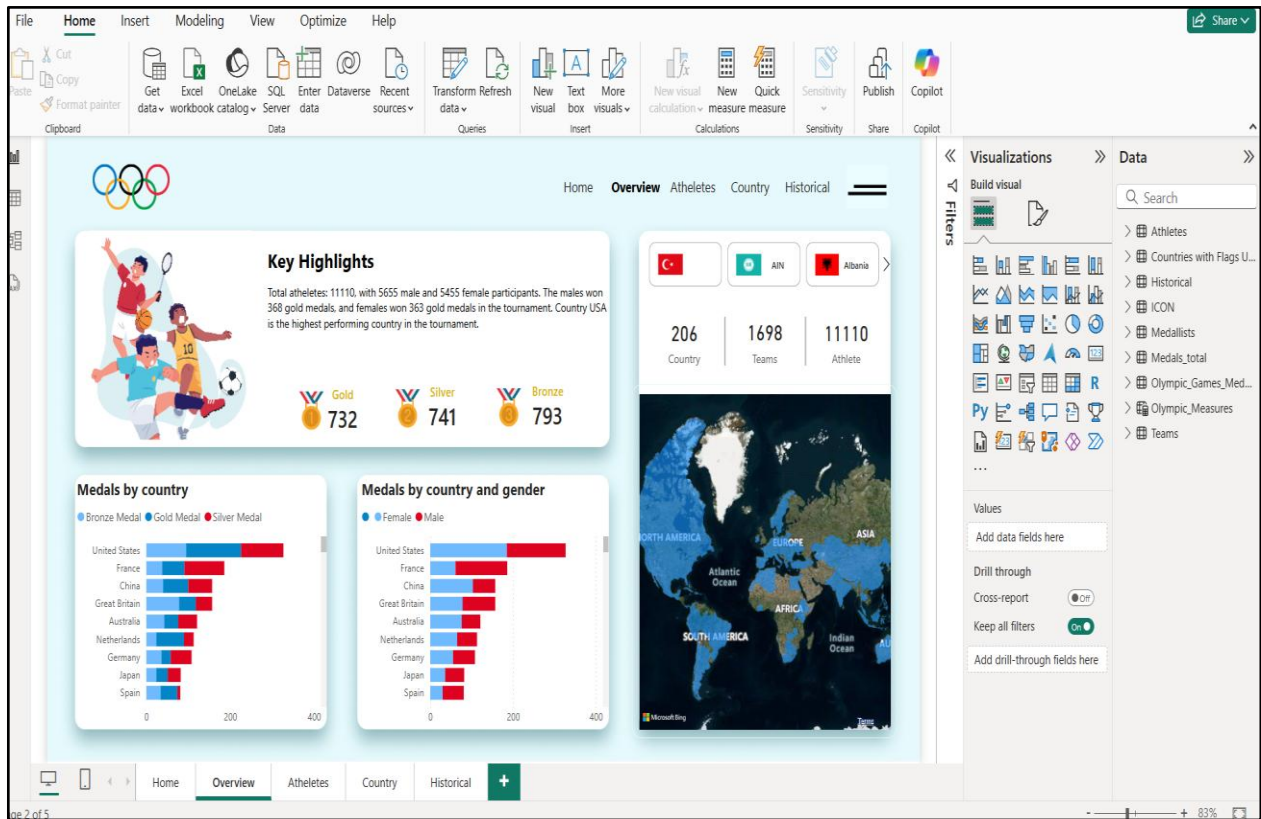 File Home Insert Modeling View Optimize Help
Share
Cut
Copy
Format painter
Clipboard
Get data
Excel workbook
OneLake catalog
SQL Server
Enter data
Dataverse
Recent sources
Data
Transform data
Refresh
Queries
New visual
Text box
More visuals
Insert
New visual calculation
New measure
Quick measure
Calculations
Sensitivity
Sensitivity
Publish
Share
Copilot
Copilot
Home Overview Atheletes Country Historical
Key Highlights
Total atheletes: 11110, with 5655 male and 5455 female participants. The males won
368 gold medals, and females won 363 gold medals in the tournament. Country USA
is the highest performing country in the tournament.
Gold
732
Silver
741
Bronze
793
AIN
Albania
206
Country
1698
Teams
11110
Athlete
Medals by country
Bronze Medal Gold Medal Silver Medal
United States
France
China
Great Britain
Australia
Netherlands
Germany
Japan
Spain
0 200 400
Medals by country and gender
Female Male
United States
France
China
Great Britain
Australia
Netherlands
Germany
Japan
Spain
0 200 400
NORTH AMERICA
EUROPE
ASIA
Atlantic
Ocean
AFRICA
SOUTH AMERICA
Indian
Ocean
AU
Microsoft Bing
Terms
Filters
Visualizations
Build visual
123
R
Py
...
Values
Add data fields here
Drill through
Cross-report
Off
Keep all filters
On
Add drill-through fields here
Data
Search
Athletes
Countries with Flags U...
Historical
ICON
Medallists
Medals_total
Olympic_Games_Med...
Olympic_Measures
Teams
Home Overview Atheletes Country Historical +
age 2 of 5
- + 83%